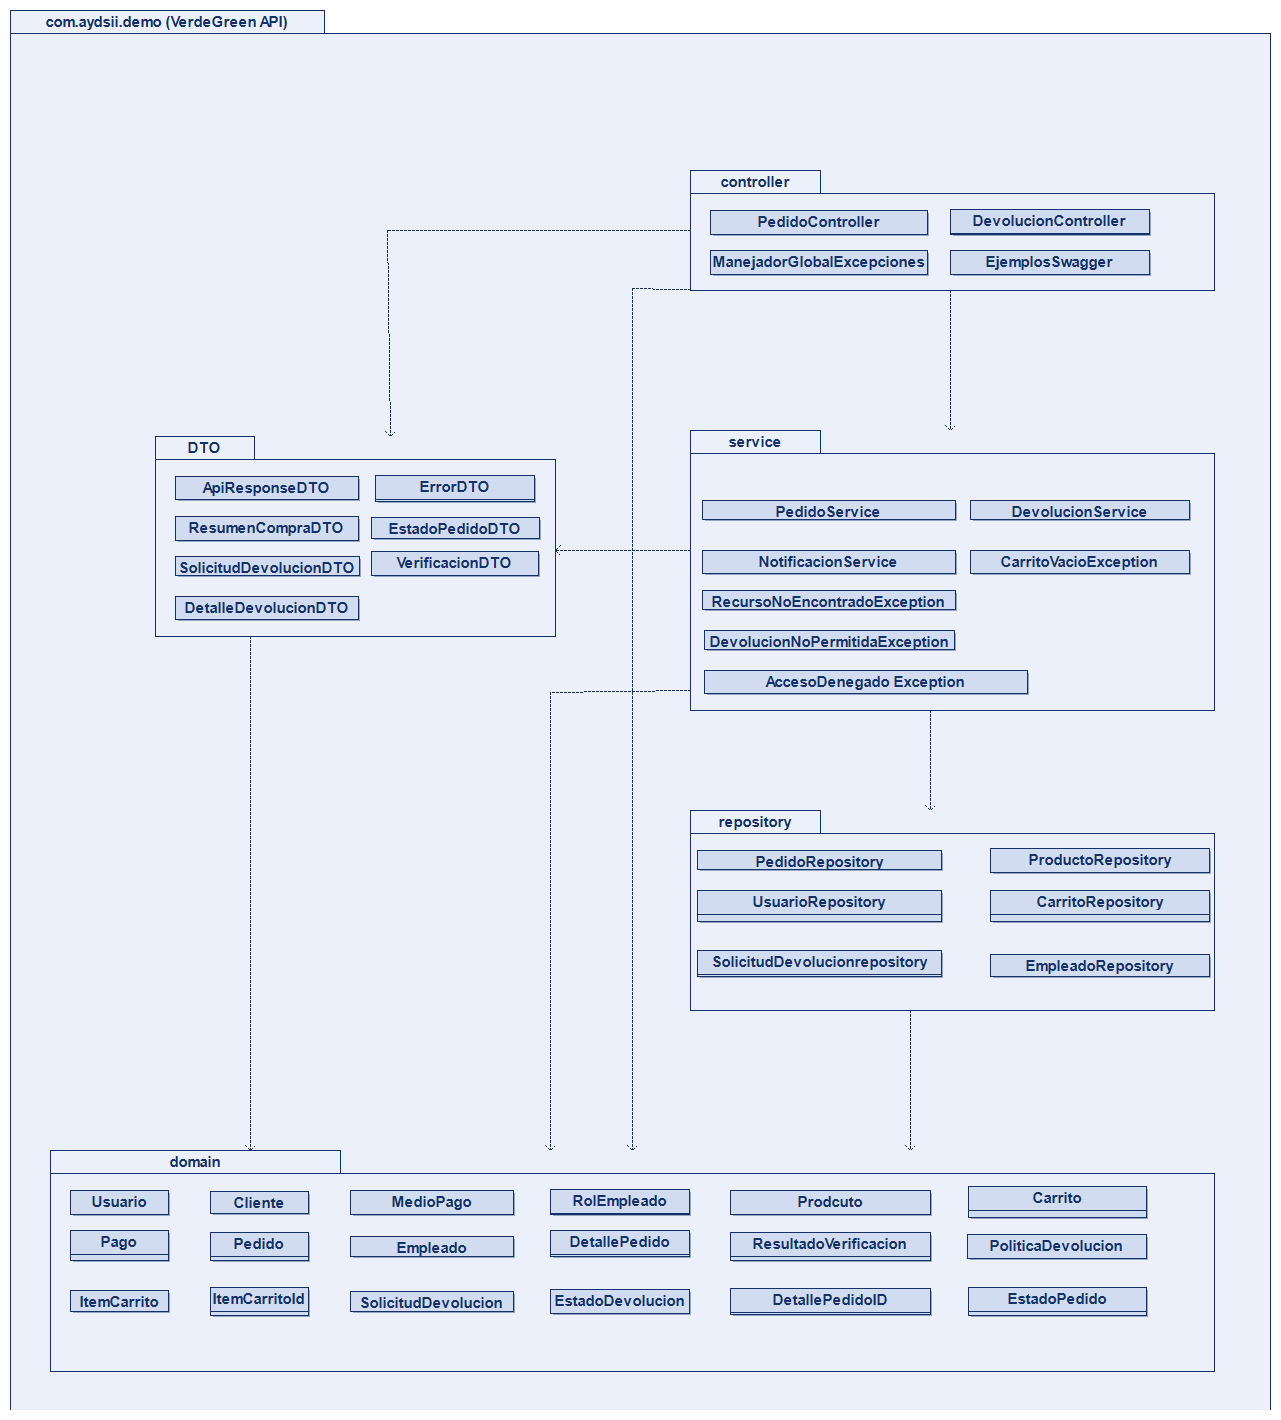 com.aydsii.demo (VerdeGreen API)
controller
PedidoController
DevolucionController
ManejadorGlobalExcepciones
EjemplosSwagger
DTO
ApiResponseDTO
ErrorDTO
ResumenCompraDTO
EstadoPedidoDTO
SolicitudDevolucionDTO
VerificacionDTO
DetalleDevolucionDTO
service
PedidoService
DevolucionService
NotificacionService
CarritoVacioException
RecursoNoEncontradoException
DevolucionNoPermitidaException
AccesoDenegado Exception
repository
PedidoRepository
ProductoRepository
UsuarioRepository
CarritoRepository
SolicitudDevolucionrepository
EmpleadoRepository
domain
Usuario
Cliente
MedioPago
RolEmpleado
Prodcuto
Carrito
Pago
Pedido
Empleado
DetallePedido
ResultadoVerificacion
PoliticaDevolucion
ItemCarrito
ItemCarritoId
SolicitudDevolucion
EstadoDevolucion
DetallePedidoID
EstadoPedido